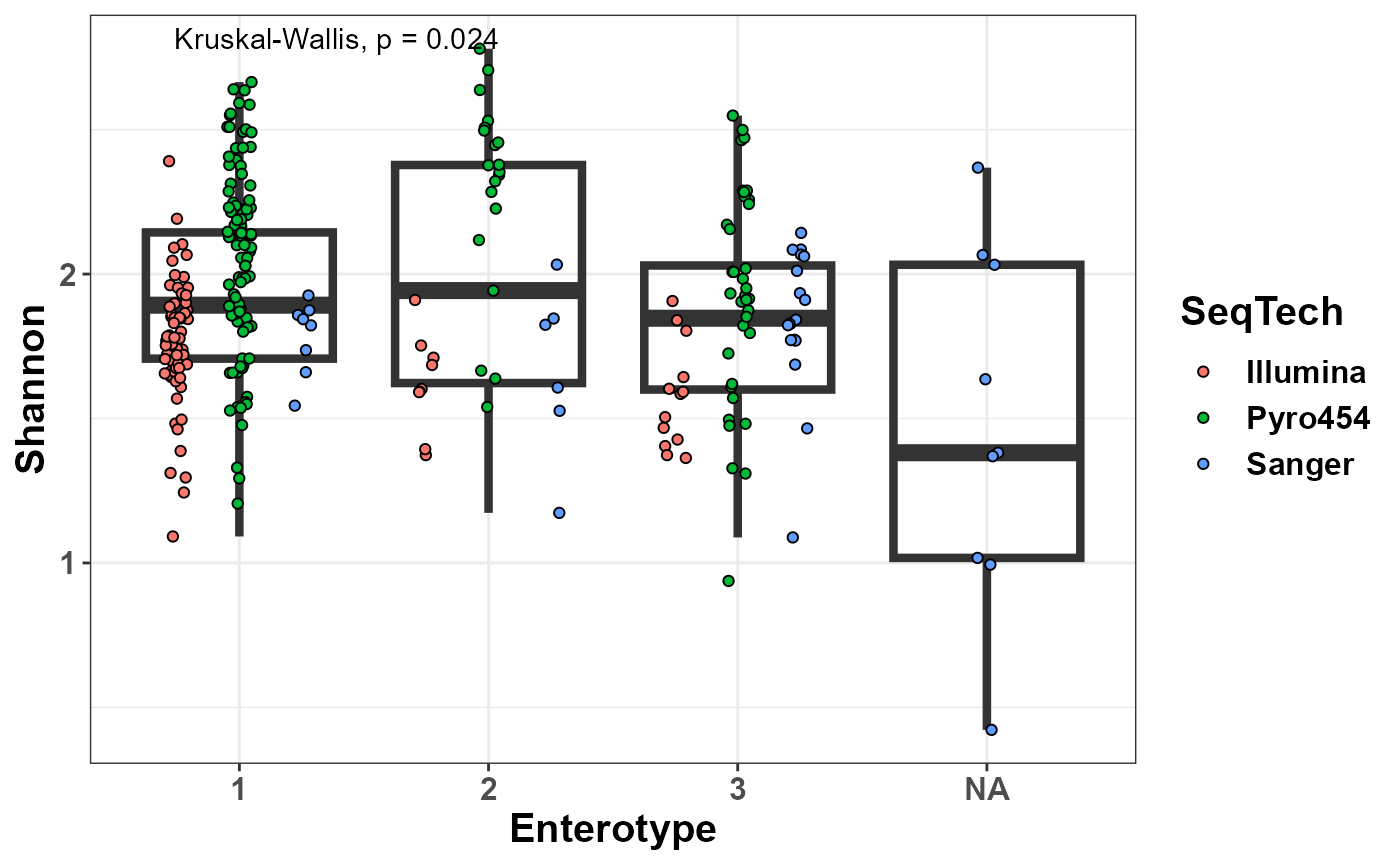 Kruskal-Wallis, p = 0.024
Shannon
2
1
1 2 3 NA
Enterotype
SeqTech
Illumina
Pyro454
Sanger